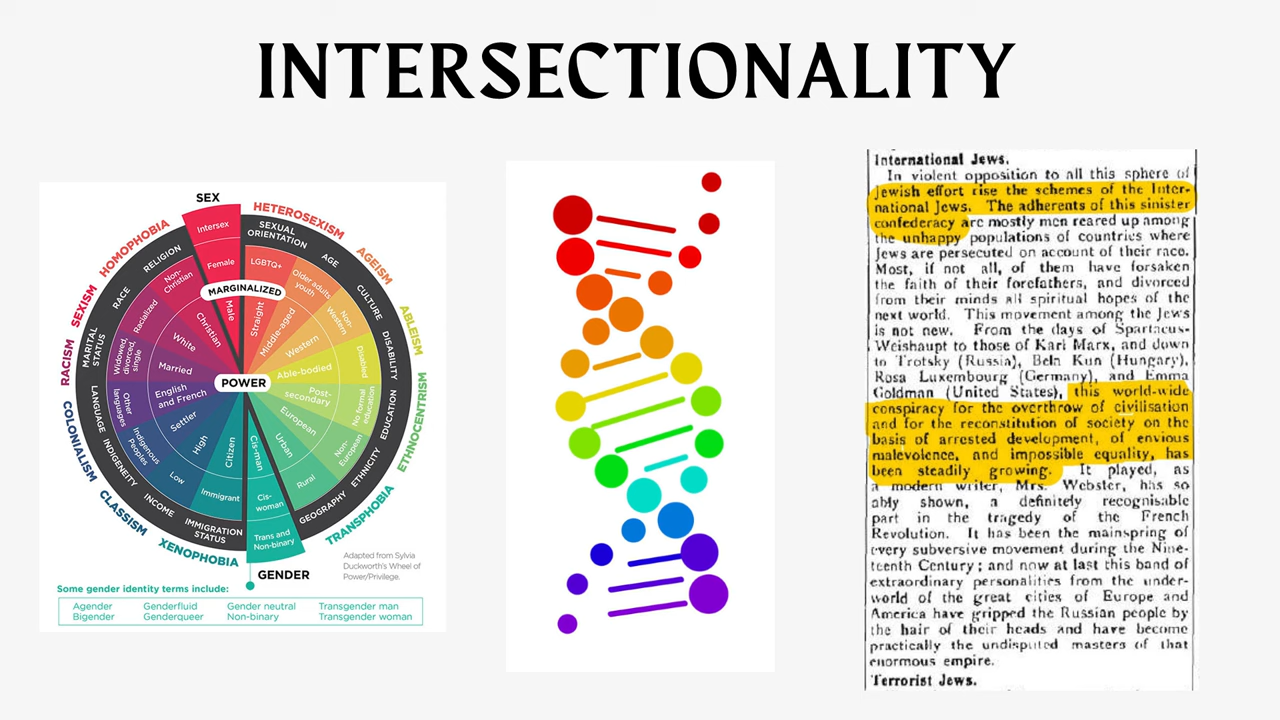 INTERSECTIONALITY
SEX
HETEROSEXISM
AGEISM
ABLEISM
ETHNOCENTRISM
TRANSPHOBIA
GENDER
XENOPHOBIA
CLASSISM
COLONIALISM
RACISM
SEXISM
HOMOPHOBIA
SEXUAL
ORIENTATION
AGE
CULTURE
DISABILITY
EDUCATION
ETHNICITY
GEOGRAPHY
IMMIGRATION
STATUS
INCOME
INDIGENEITY
LANGUAGE
MARITAL
STATUS
RACE
RELIGION
Intersex
Female
LGBTQ+
Older adults,
youth
Non-
Western
Disabled
No formal
education
Non-
European
Rural
Cis-
woman
Trans and
Non-binary
Immigrant
Low
Indigenous
Peoples
Other
languages
Widowed,
divorced,
single
Racialized
Non-
Christian
MARGINALIZED
Male
Straight
Middle-aged
Western
Able-bodied
Post-
secondary
European
Urban
Cis-man
Citizen
High
Settler
English
and French
Married
White
Christian
POWER
Adapted from Sylvia
Duckworth's Wheel of
Power/Privilege.
Some gender identity terms include:
Agender Genderfluid Gender neutral Transgender man
Bigender Genderqueer Non-binary Transgender woman
International Jews.
In violent opposition to all this sphere of
Jewish effort rise the schemes of the Inter-
national Jews. The adherents of this sinister
confederacy are mostly men reared up among
the unhappy populations of countries where
Jews are persecuted on account of their race.
Most, if not all, of them have forsaken
the faith of their forefathers, and divorced
from their minds all spiritual hopes of the
next world. This movement among the Jews
is not new. From the days of Spartacus-
Weishaupt to those of Karl Marx, and down
to Trotsky (Russia), Bela Kun (Hungary),
Rosa Luxembourg (Germany), and Emma
Goldman (United States), this world-wide
conspiracy for the overthrow of civilisation
and for the reconstitution of society on the
basis of arrested development, of envious
malevolence, and impossible equality, has
been steadily growing. It played, as
a modern writer, Mrs. Webster, has so
ably shown, a definitely recognisable
part in the tragedy of the French
Revolution. It has been the mainspring of
every subversive movement during the Nine-
teenth Century; and now at last this band of
extraordinary personalities from the under-
world of the great cities of Europe and
America have gripped the Russian people by
the hair of their heads and have become
practically the undisputed masters of that
enormous empire.
Terrorist Jews.